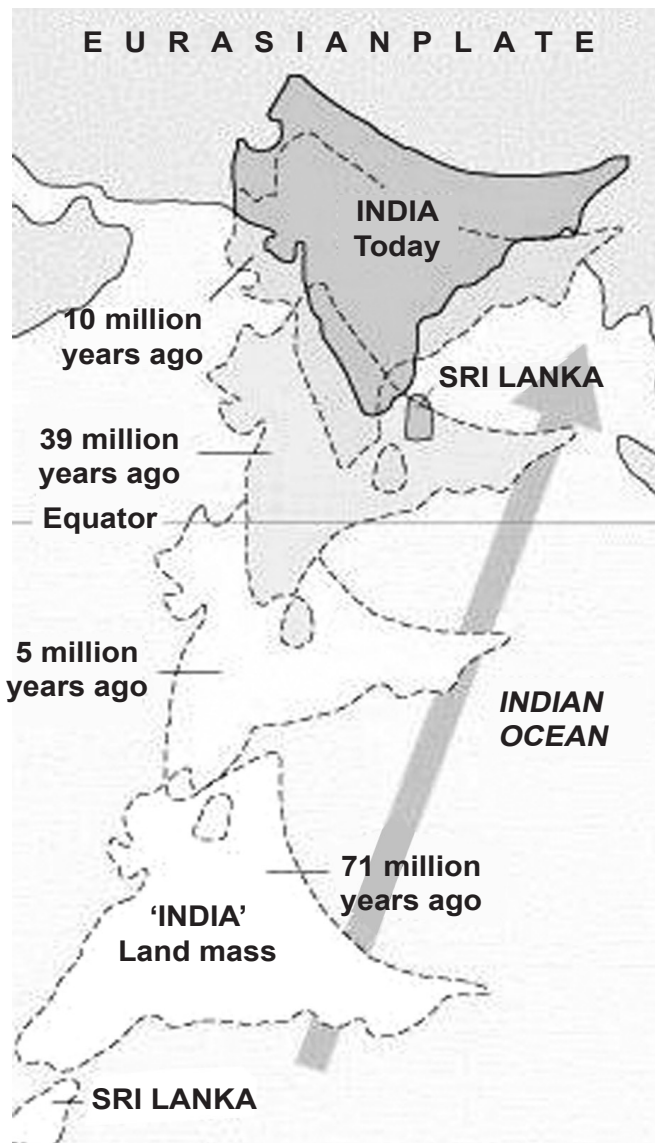 E U R A S I A N P L A T E
INDIA
Today
10 million
years ago
SRI LANKA
39 million
years ago
Equator
5 million
years ago
INDIAN
OCEAN
71 million
years ago
‘INDIA’
Land mass
SRI LANKA